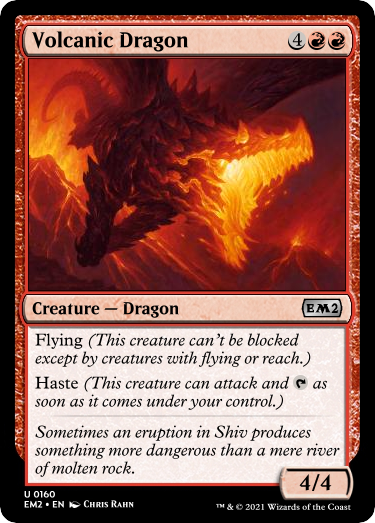 Volcanic Dragon 4
Creature — Dragon EM2
Flying (This creature can't be blocked
except by creatures with flying or reach.)
Haste (This creature can attack and as
soon as it comes under your control.)
Sometimes an eruption in Shiv produces
something more dangerous than a mere river
of molten rock.
4/4
U 0160
EM2 • EN Chris Rahn
™ & © 2021 Wizards of the Coast